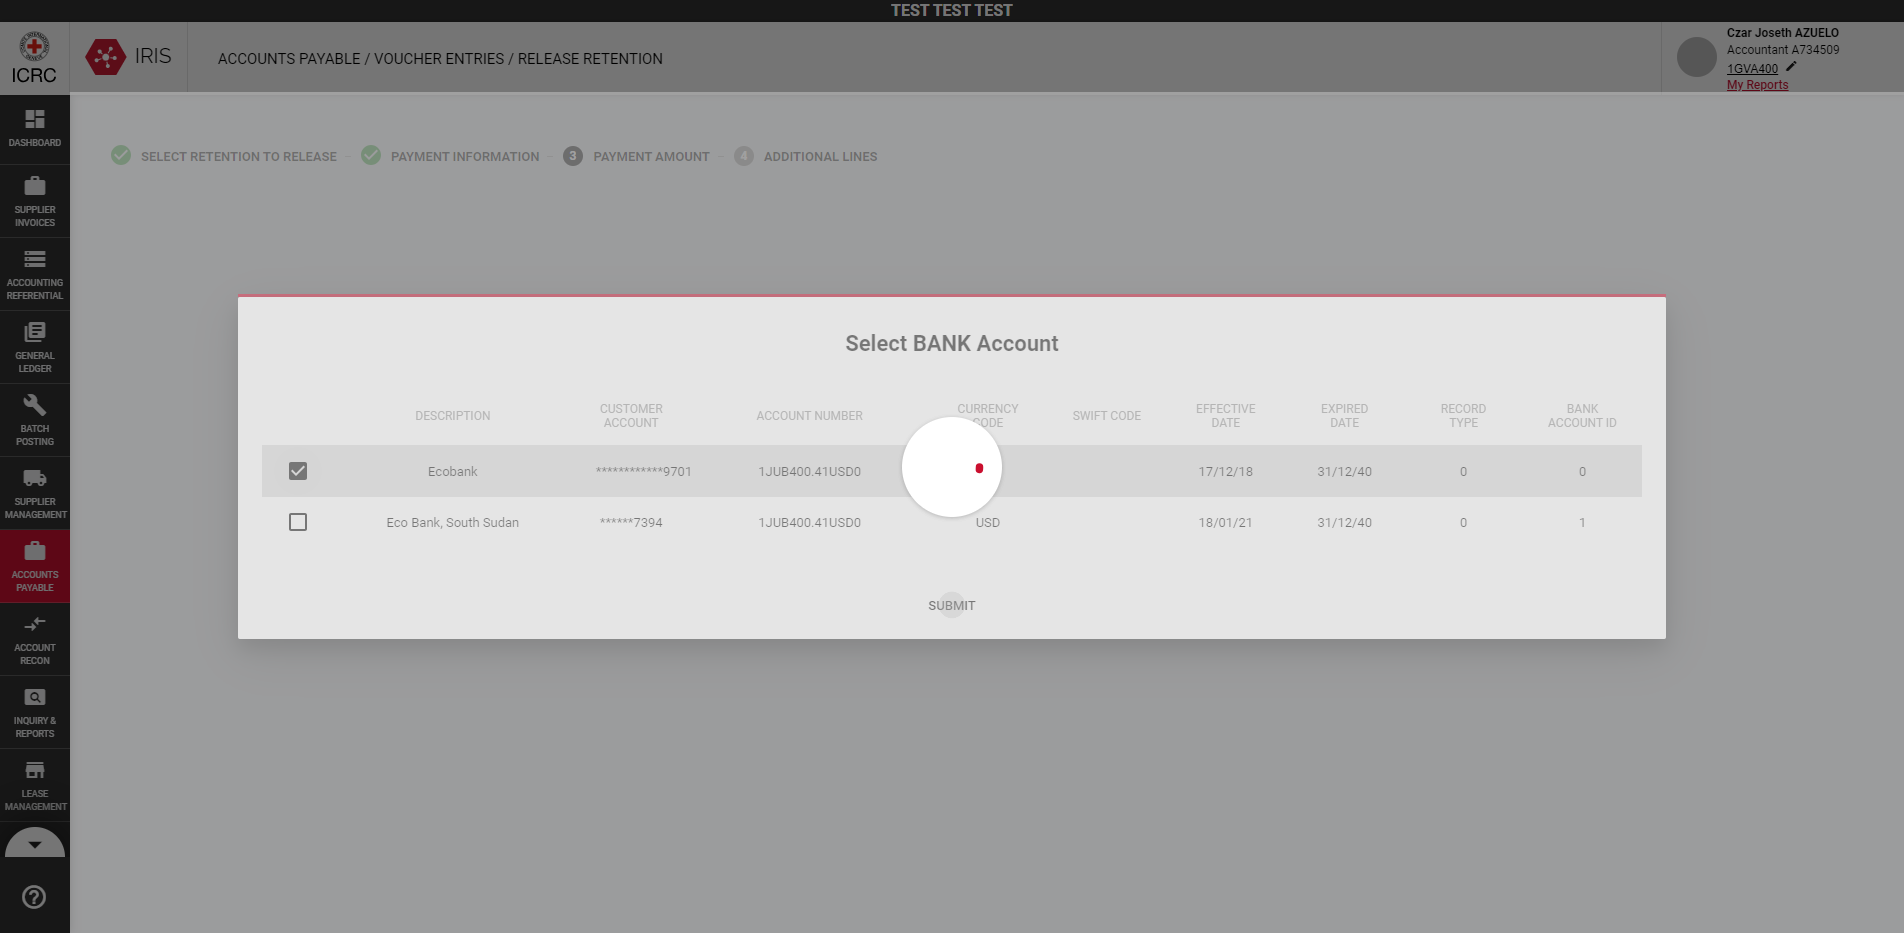 TEST TEST TEST
ICRC
IRIS
ACCOUNTS PAYABLE / VOUCHER ENTRIES / RELEASE RETENTION
Czar Joseth AZUELO
Accountant A734509
1GVA400
My Reports
DASHBOARD
SUPPLIER
INVOICES
ACCOUNTING
REFERENTIAL
GENERAL
LEDGER
BATCH
POSTING
SUPPLIER
MANAGEMENT
ACCOUNTS
PAYABLE
ACCOUNT
RECON
INQUIRY &
REPORTS
LEASE
MANAGEMENT
SELECT RETENTION TO RELEASE
PAYMENT INFORMATION
3 PAYMENT AMOUNT
4 ADDITIONAL LINES
Select BANK Account
DESCRIPTION
CUSTOMER
ACCOUNT
ACCOUNT NUMBER
CURRENCY
CODE
SWIFT CODE
EFFECTIVE
DATE
EXPIRED
DATE
RECORD
TYPE
BANK
ACCOUNT ID
Ecobank ************9701 1JUB400.41USD0 17/12/18 31/12/40 0 0
Eco Bank, South Sudan ******7394 1JUB400.41USD0 USD 18/01/21 31/12/40 0 1
SUBMIT